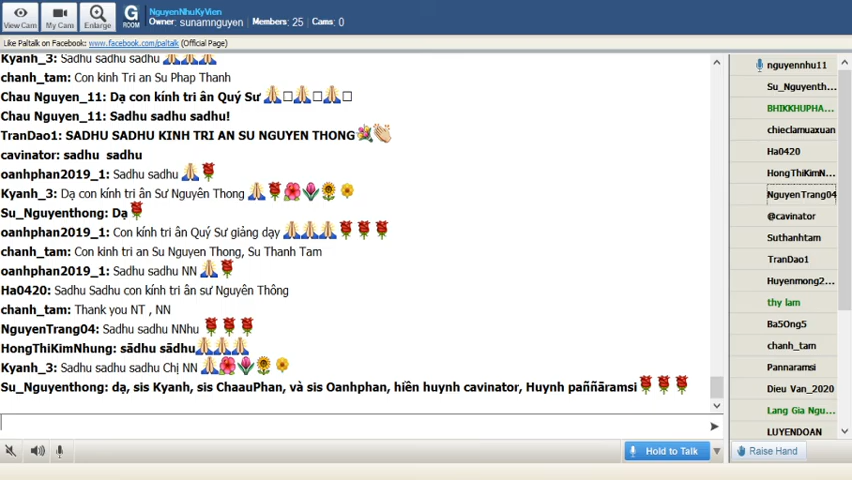 NguyenNhuKyVien
Owner: sunamnguyen Members: 25 Cams: 0
View Cam My Cam Enlarge G ROOM
Like Paltalk on Facebook: www.facebook.com/paltalk (Official Page)
Kyanh_3: Sadhu sadhu sadhu 🙏🙏🙏
chanh_tam: Con kinh Tri an Su Phap Thanh
Chau Nguyen_11: Dạ con kính tri ân Quý Sư 🙏🙏🙏
Chau Nguyen_11: Sadhu sadhu sadhu!
TranDao1: SADHU SADHU KINH TRI AN SU NGUYEN THONG💐👏
cavinator: sadhu sadhu
oanhphan2019_1: Sadhu sadhu 🙏🌹
Kyanh_3: Dạ con kính tri ân Sư Nguyên Thong 🙏🌹🌺🌷🌻🌼
Su_Nguyenthong: Dạ🌹
oanhphan2019_1: Con kính tri ân Quý Sư giảng dạy 🙏🙏🙏🌹🌹🌹
chanh_tam: Con kinh tri an Su Nguyen Thong, Su Thanh Tam
oanhphan2019_1: Sadhu sadhu NN 🙏🌹
Ha0420: Sadhu Sadhu con kính tri ân sư Nguyên Thông
chanh_tam: Thank you NT , NN
NguyenTrang04: Sadhu sadhu NNhu 🌹🌹🌹
HongThiKimNhung: sādhu sādhu🙏🙏🙏
Kyanh_3: Sadhu sadhu sadhu Chị NN 🙏🌺🌷🌻🌼
Su_Nguyenthong: dạ, sis Kyanh, sis ChaauPhan, và sis Oanhphan, hiền huynh cavinator, Huynh paññāramsi🌹🌹🌹
Hold to Talk
nguyennhu11
Su_Nguyenth...
BHIKKHUPHA...
chieclamuaxuan
Ha0420
HongThiKimN...
NguyenTrang04
@cavinator
Suthanhtam
TranDao1
Huyenmong2...
thy lam
Ba5Ong5
chanh_tam
Pannaramsi
Dieu Van_2020
Lang Gia Ngu...
LUYENDOAN
Raise Hand